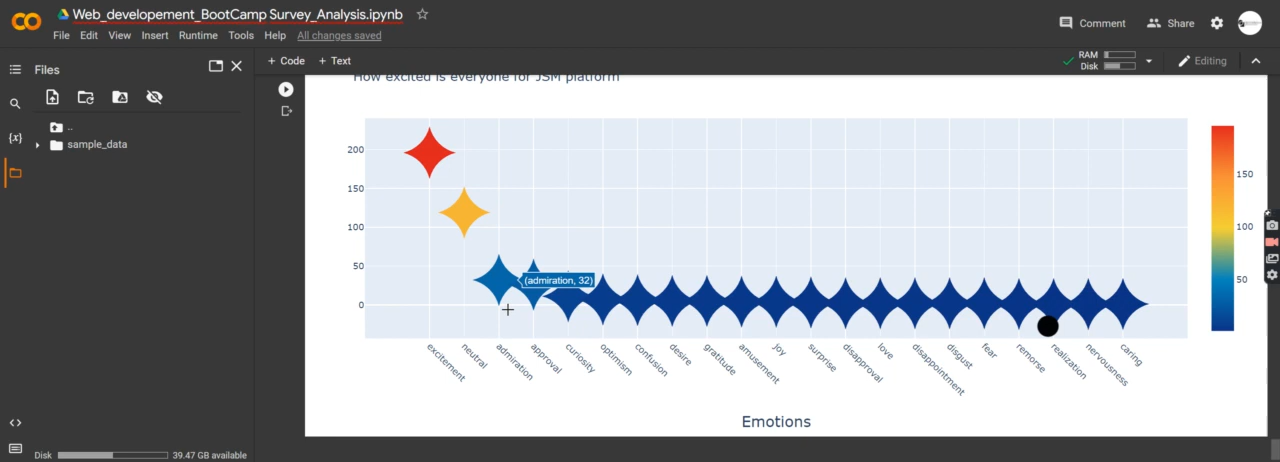 Web_developement_BootCamp Survey_Analysis.ipynb
File Edit View Insert Runtime Tools Help All changes saved
Comment
Share
Files
+ Code + Text
RAM
Disk
Editing
{x}
..
sample_data
How excited is everyone for JSM platform
200
150
100
50
0
(admiration, 32)
excitement
neutral
admiration
approval
curiosity
optimism
confusion
desire
gratitude
amusement
joy
surprise
disapproval
love
disappointment
disgust
fear
remorse
realization
nervousness
caring
Emotions
150
100
50
Disk 39.47 GB available